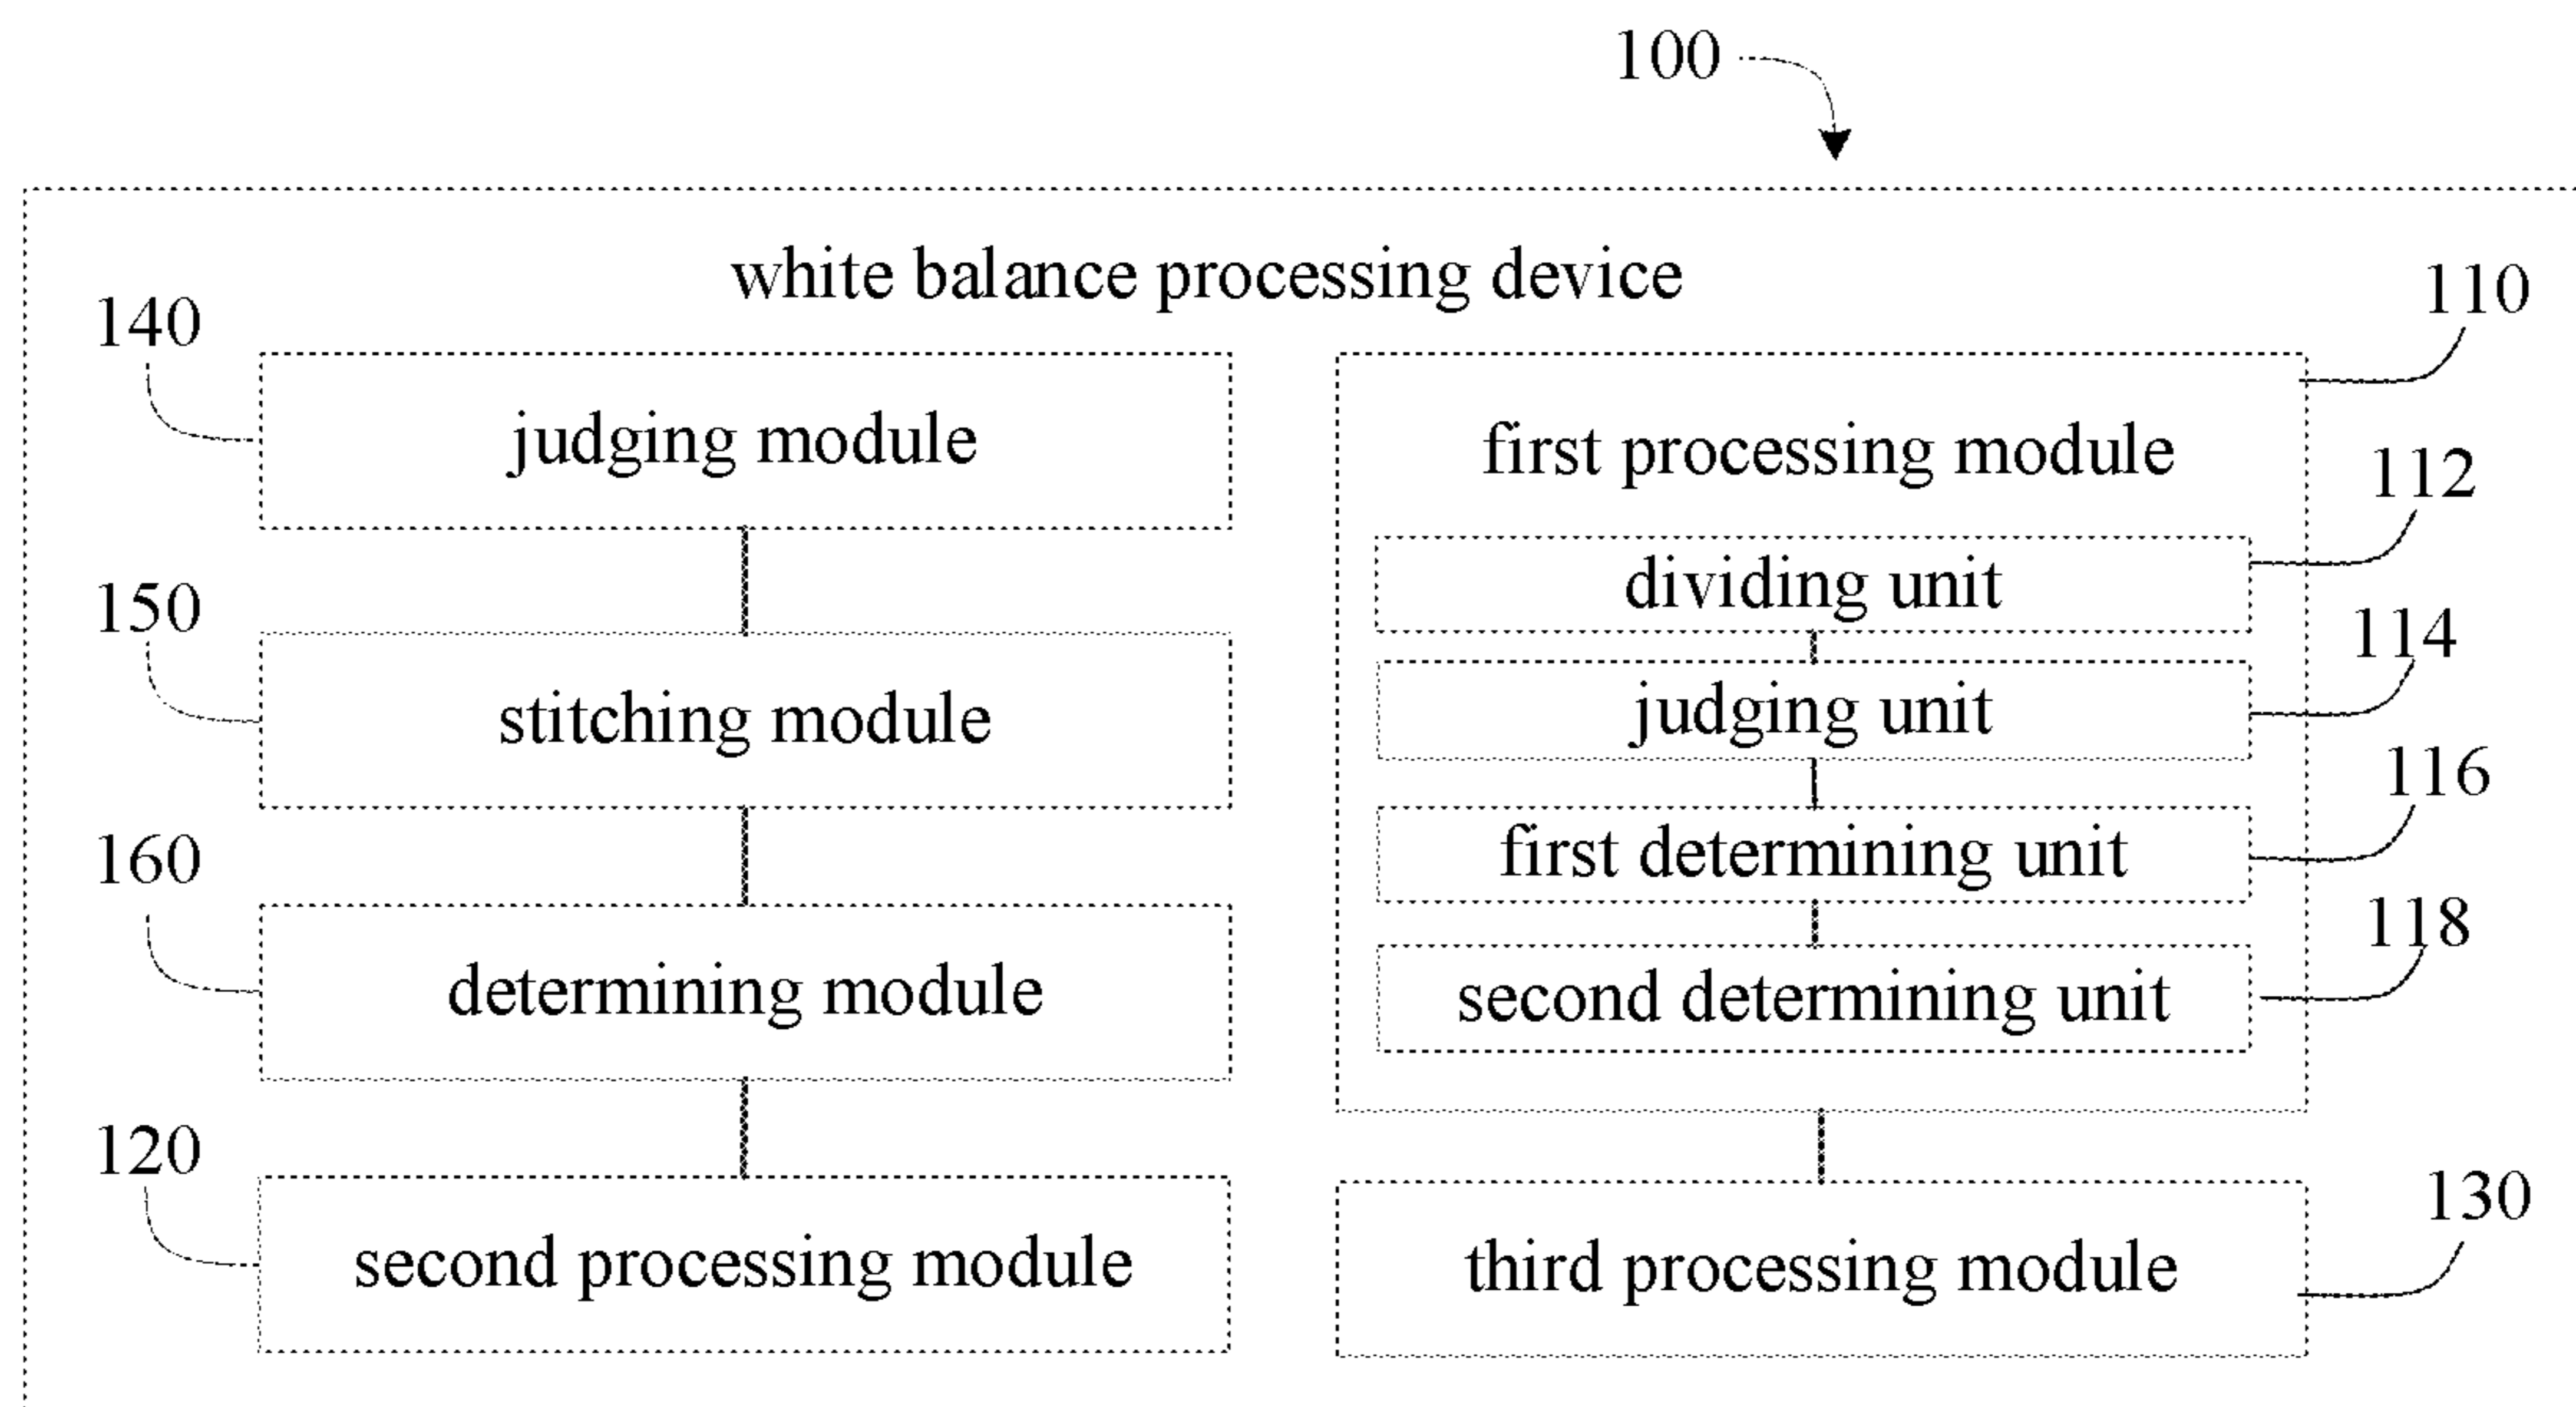 100
white balance processing device
140
judging module
150
stitching module
160
determining module
120
second processing module
110
first processing module
112
dividing unit
114
judging unit
116
first determining unit
118
second determining unit
130
third processing module